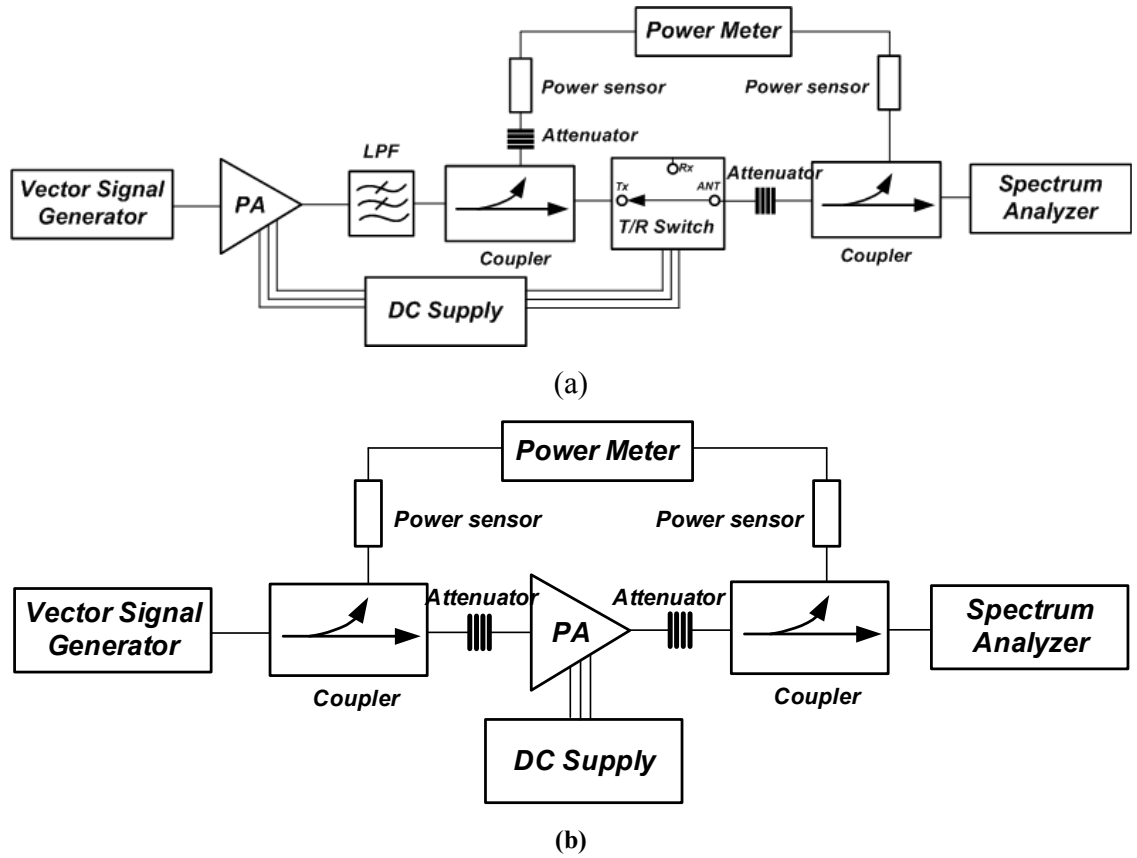 Power Meter
Power sensor
Power sensor
Attenuator
LPF
Vector Signal
Generator
PA
Tx
Rx
ANT
T/R Switch
Attenuator
Spectrum
Analyzer
Coupler
Coupler
DC Supply
(a)
Power Meter
Power sensor
Power sensor
Vector Signal
Generator
Attenuator
PA
Attenuator
Spectrum
Analyzer
Coupler
Coupler
DC Supply
(b)